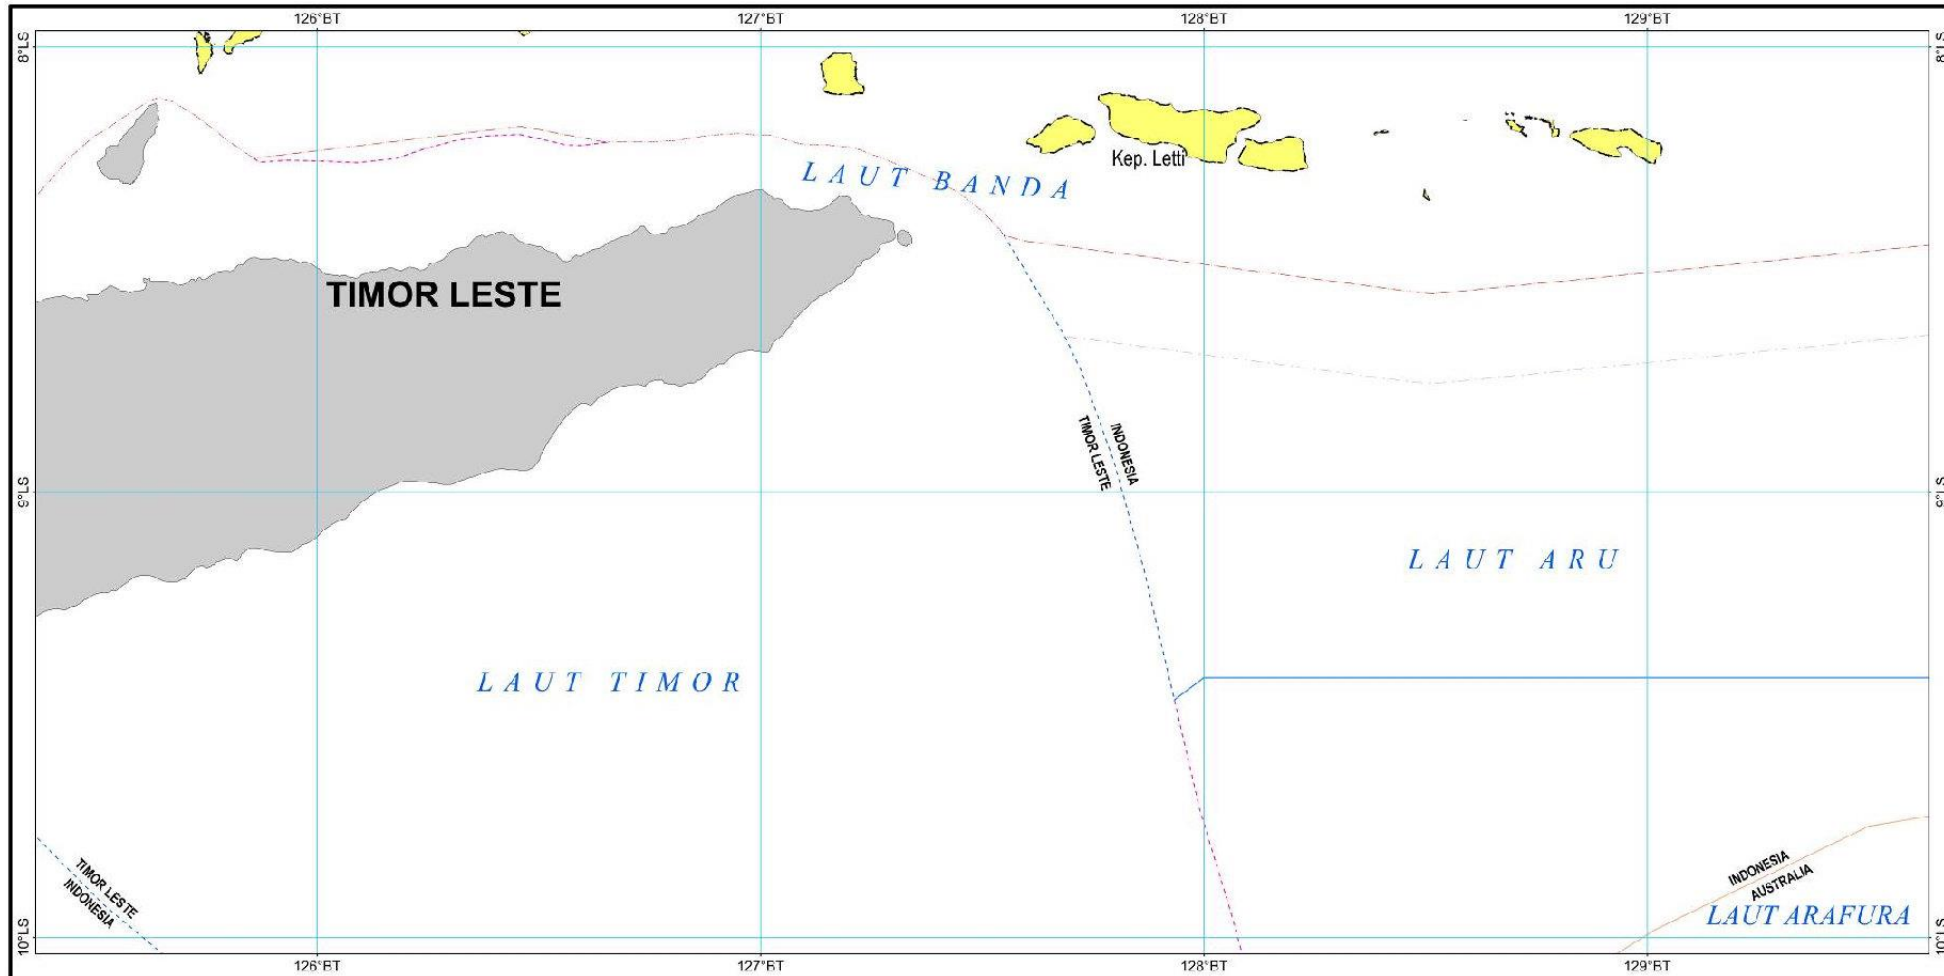 126°BT
127°BT
128°BT
129°BT
8°LS
8°LS
Kep. Letti
LAUT BANDA
TIMOR LESTE
INDONESIA
TIMOR LESTE
9°LS
9°LS
LAUT ARU
LAUT TIMOR
TIMOR LESTE
INDONESIA
INDONESIA
AUSTRALIA
LAUT ARAFURA
10°LS
10°LS
126°BT
127°BT
128°BT
129°BT